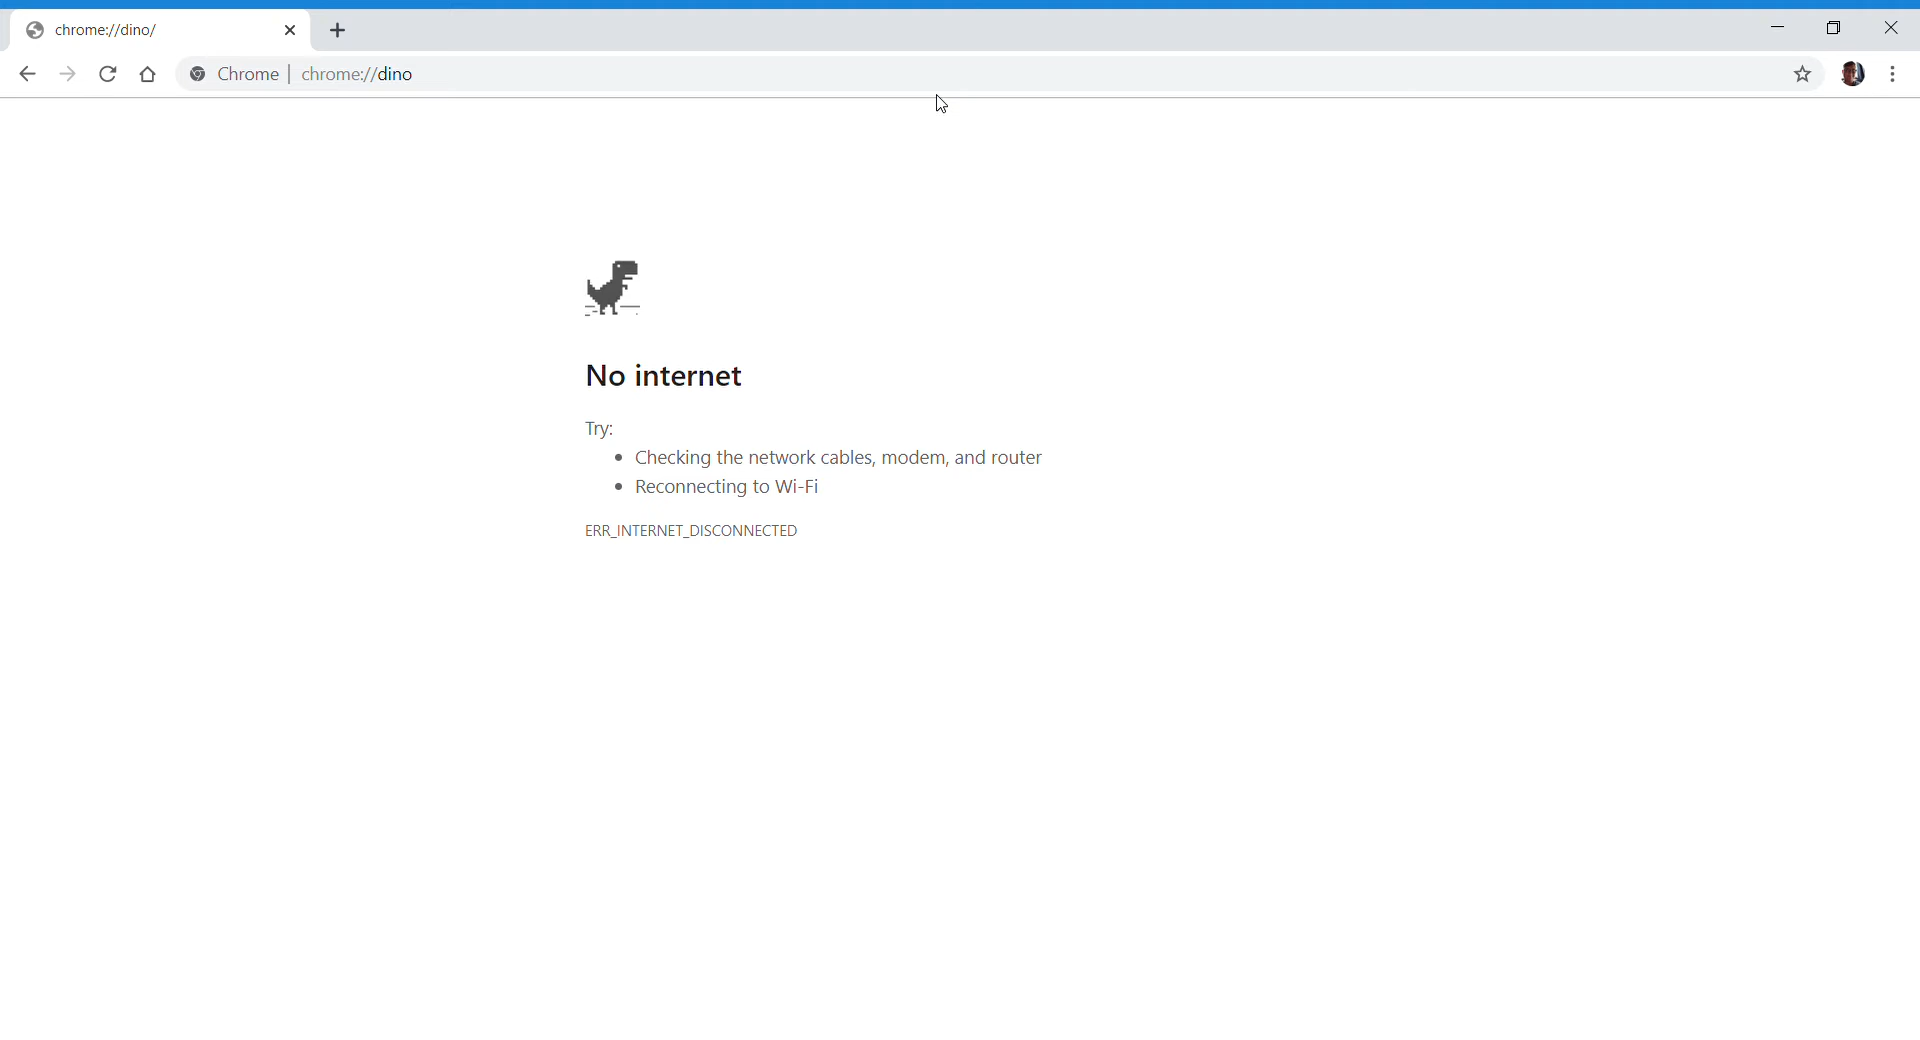 chrome://dino/
Chrome | chrome://dino
No internet
Try:
Checking the network cables, modem, and router
Reconnecting to Wi-Fi
ERR_INTERNET_DISCONNECTED